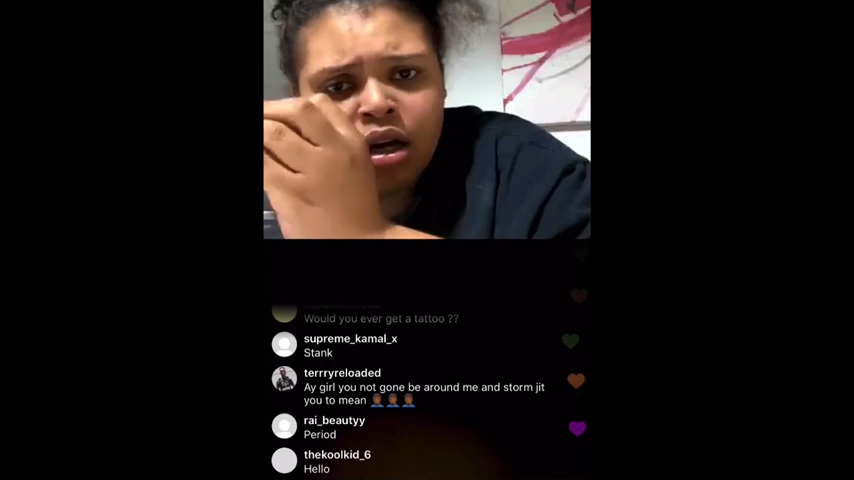 Would you ever get a tattoo ??
supreme_kamal_x
Stank
terrryreloaded
Ay girl you not gone be around me and storm jit
you to mean 🤦🏾‍♂️🤦🏾‍♂️🤦🏾‍♂️
rai_beautyy
Period
thekoolkid_6
Hello